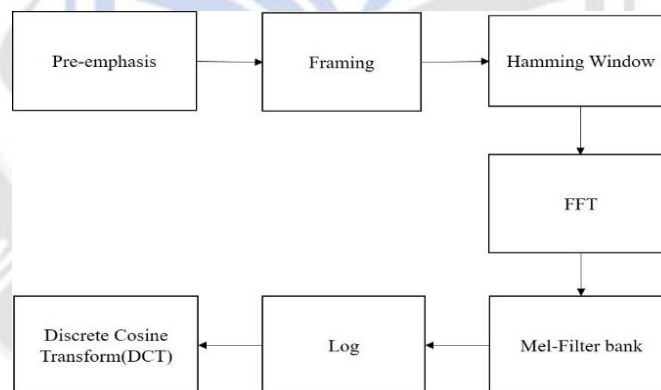 Pre-emphasis
Framing
Hamming Window
FFT
Mel-Filter bank
Log
Discrete Cosine
Transform(DCT)